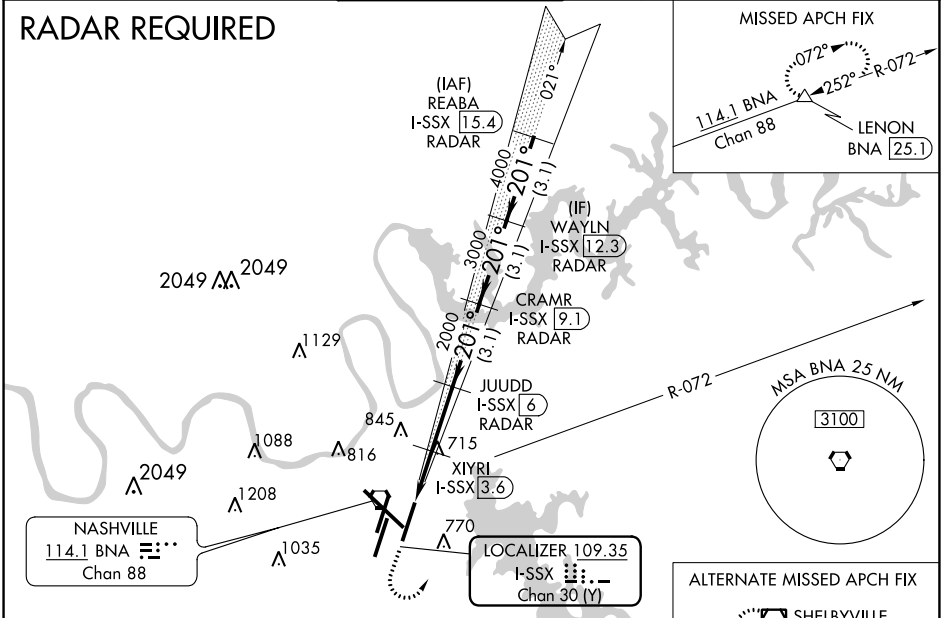 RADAR REQUIRED
MISSED APCH FIX
072°
252°
R-072
114.1 BNA
Chan 88
LENON
BNA 25.1
021°
(IAF)
REABA
I-SSX 15.4
RADAR
4000
201°
(3.1)
(IF)
WAYLN
I-SSX 12.3
RADAR
3000
201°
(3.1)
CRAMR
I-SSX 9.1
RADAR
2000
201°
(3.1)
JUUDD
I-SSX 6
RADAR
XIYRI
I-SSX 3.6
R-072
2049
2049
1129
845
715
1088
816
2049
1208
1035
770
MSA BNA 25 NM
3100
NASHVILLE
114.1 BNA
Chan 88
LOCALIZER 109.35
I-SSX
Chan 30 (Y)
ALTERNATE MISSED APCH FIX
SHELBYVILLE